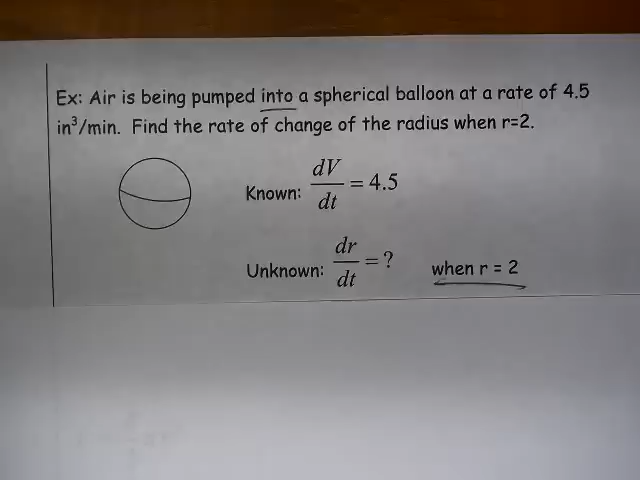 Ex: Air is being pumped into a spherical balloon at a rate of 4.5
in³/min. Find the rate of change of the radius when r=2.
Known: dV/dt = 4.5
Unknown: dr/dt = ? when r = 2